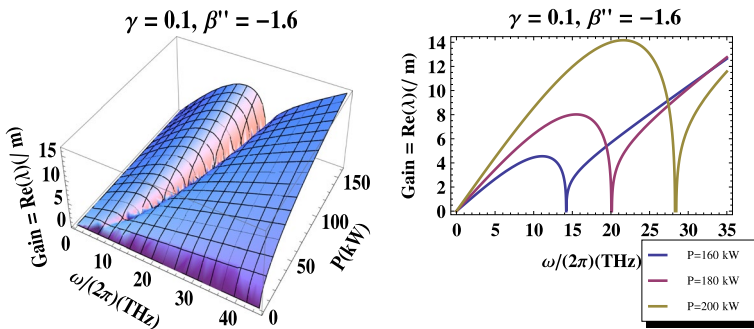 γ = 0.1, β'' = −1.6
Gain = Re(λ)(/ m)
15
10
5
0
0
10
20
30
40
ω/(2π)(THz)
0
50
100
150
P(kW)
γ = 0.1, β'' = −1.6
Gain = Re(λ)(/ m)
14
12
10
8
6
4
2
0
0 5 10 15 20 25 30 35
ω/(2π)(THz)
P=160 kW
P=180 kW
P=200 kW